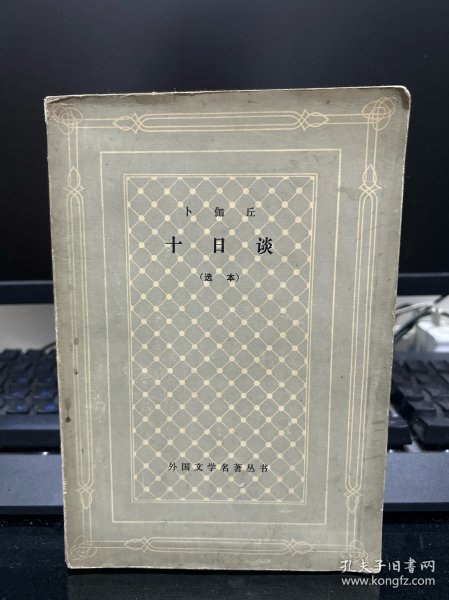 卜伽丘
十日谈
（选本）
外国文学名著丛书
孔夫子旧书网
www.kongfz.com